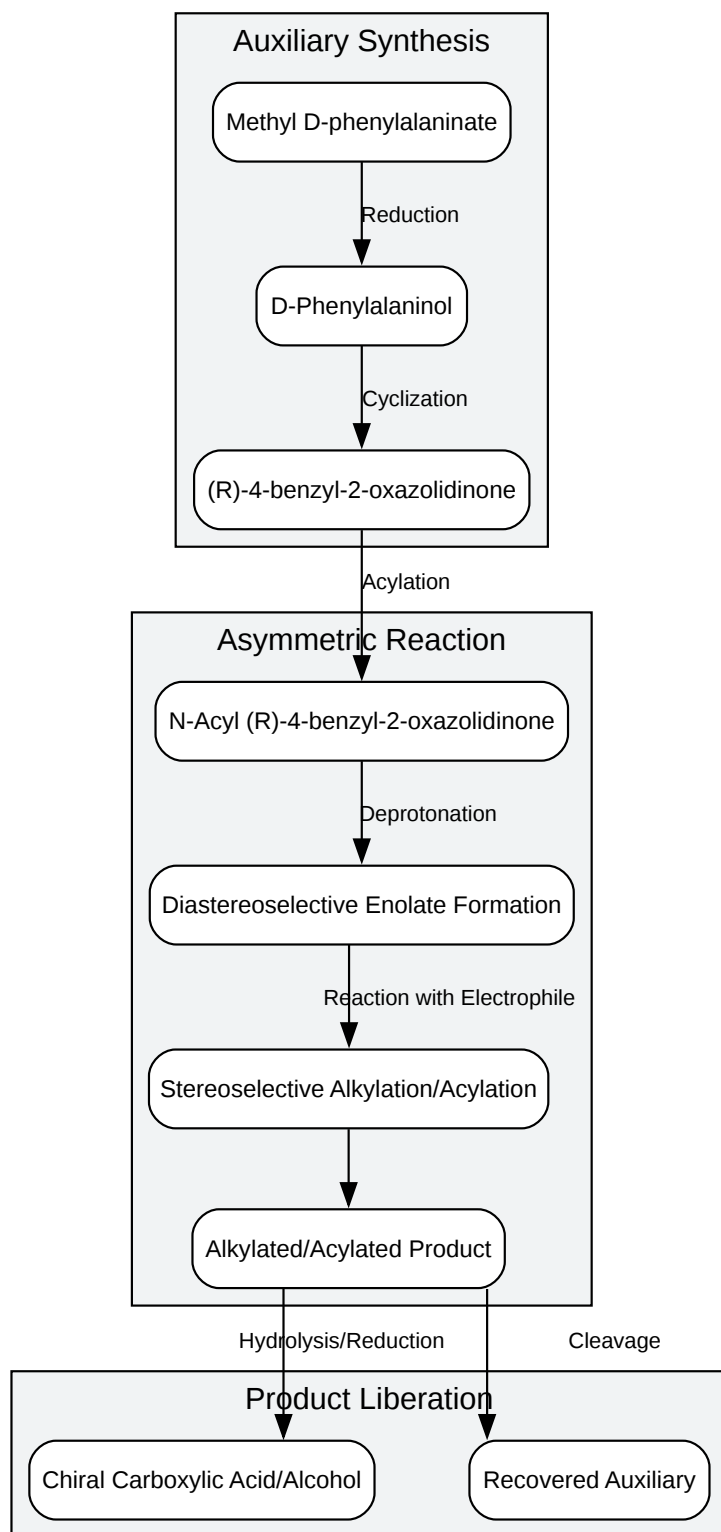 Auxiliary Synthesis
Methyl D-phenylalaninate
Reduction
D-Phenylalaninol
Cyclization
(R)-4-benzyl-2-oxazolidinone
Acylation
Asymmetric Reaction
N-Acyl (R)-4-benzyl-2-oxazolidinone
Deprotonation
Diastereoselective Enolate Formation
Reaction with Electrophile
Stereoselective Alkylation/Acylation
Alkylated/Acylated Product
Hydrolysis/Reduction
Cleavage
Product Liberation
Chiral Carboxylic Acid/Alcohol
Recovered Auxiliary